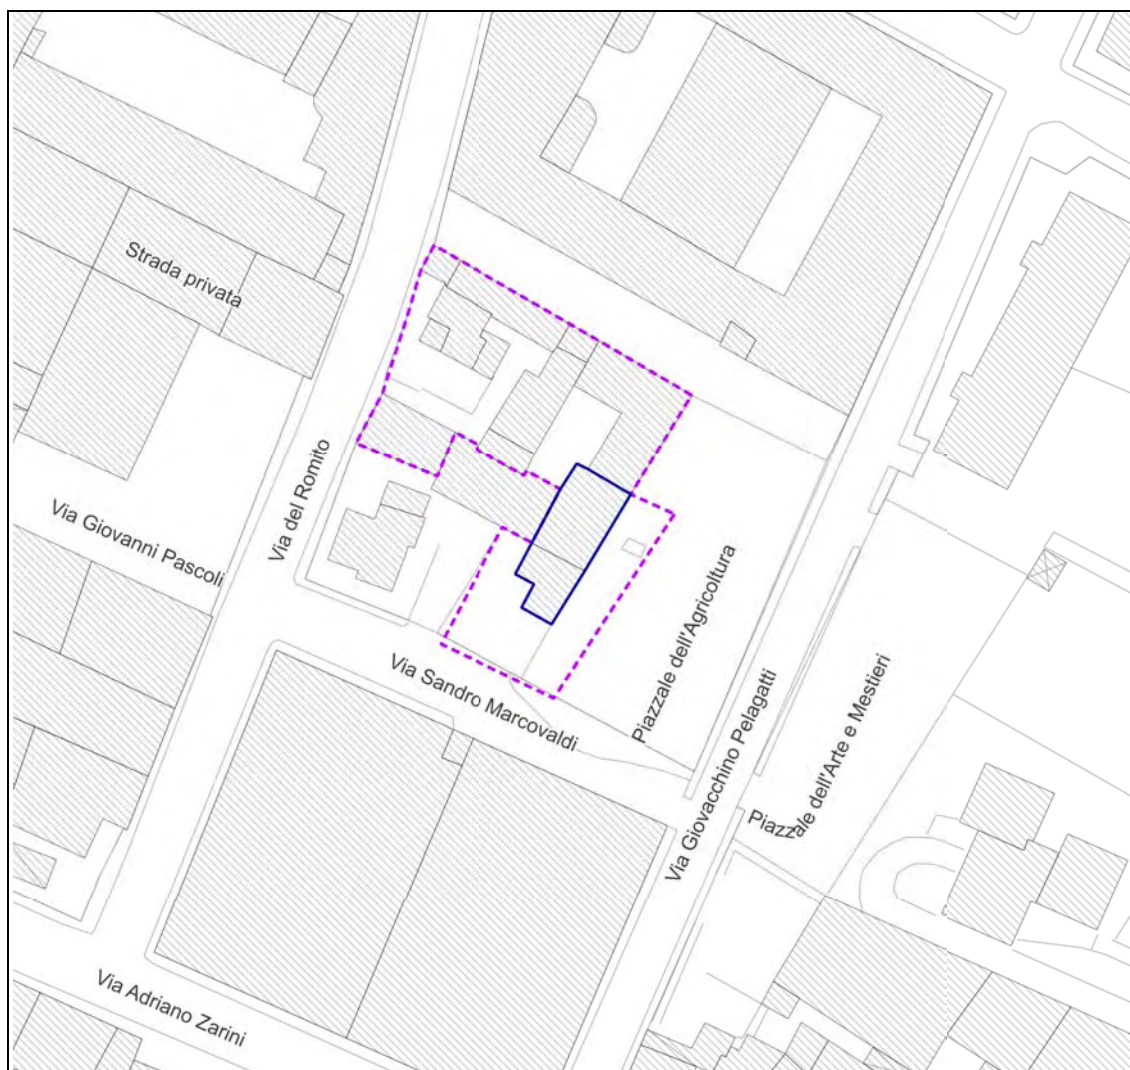 Strada privata
Via del Romito
Via Giovanni Pascoli
Piazzale dell'Agricoltura
Via Sandro Marcovaldi
Via Giovacchino Pelagatti
Piazzale dell'Arte e Mestieri
Via Adriano Zarini